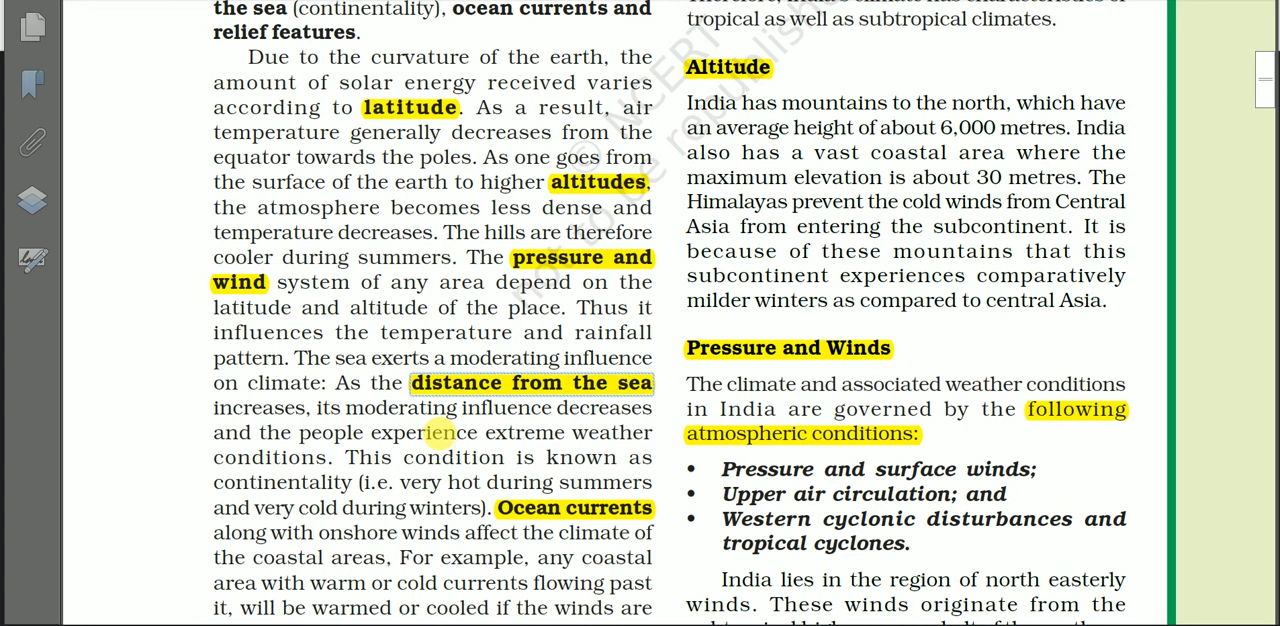 the sea (continentality), ocean currents and
relief features.
Due to the curvature of the earth, the
amount of solar energy received varies
according to latitude. As a result, air
temperature generally decreases from the
equator towards the poles. As one goes from
the surface of the earth to higher altitudes,
the atmosphere becomes less dense and
temperature decreases. The hills are therefore
cooler during summers. The pressure and
wind system of any area depend on the
latitude and altitude of the place. Thus it
influences the temperature and rainfall
pattern. The sea exerts a moderating influence
on climate: As the distance from the sea
increases, its moderating influence decreases
and the people experience extreme weather
conditions. This condition is known as
continentality (i.e. very hot during summers
and very cold during winters). Ocean currents
along with onshore winds affect the climate of
the coastal areas, For example, any coastal
area with warm or cold currents flowing past
it, will be warmed or cooled if the winds are
tropical as well as subtropical climates.
Altitude
India has mountains to the north, which have
an average height of about 6,000 metres. India
also has a vast coastal area where the
maximum elevation is about 30 metres. The
Himalayas prevent the cold winds from Central
Asia from entering the subcontinent. It is
because of these mountains that this
subcontinent experiences comparatively
milder winters as compared to central Asia.
Pressure and Winds
The climate and associated weather conditions
in India are governed by the following
atmospheric conditions:
• Pressure and surface winds;
• Upper air circulation; and
• Western cyclonic disturbances and
tropical cyclones.
India lies in the region of north easterly
winds. These winds originate from the
© NCERT
not to be republished